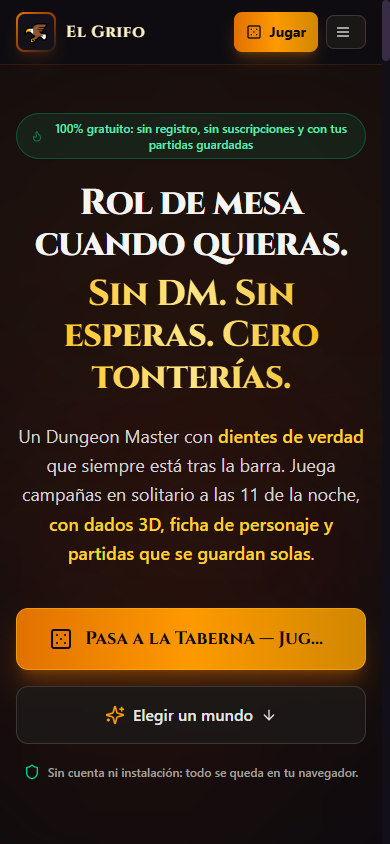 El Grifo
Jugar
100% gratuito: sin registro, sin suscripciones y con tus
partidas guardadas
Rol de mesa
cuando quieras.
Sin DM. Sin
esperas. Cero
tonterías.
Un Dungeon Master con dientes de verdad
que siempre está tras la barra. Juega
campañas en solitario a las 11 de la noche,
con dados 3D, ficha de personaje y
partidas que se guardan solas.
Pasa a la Taberna — Jug...
Elegir un mundo ↓
Sin cuenta ni instalación: todo se queda en tu navegador.